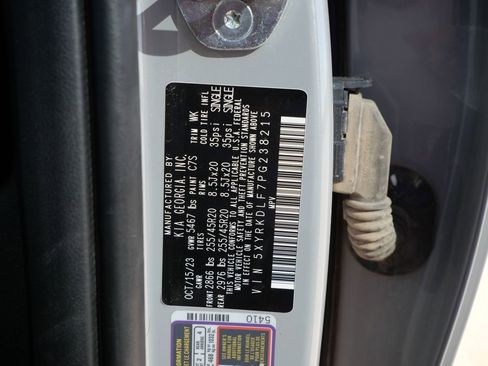 MANUFACTURED BY
KIA GEORGIA, INC.
OCT/15/23 GVWR 5467 lbs PAINT C7S TRIM WK
GAWR TIRES RIMS COLD TIRE INFL
FRONT 2866 lbs 255/45R20 8.5Jx20 35psi SINGLE
REAR 2976 lbs 255/45R20 8.5Jx20 35psi SINGLE
THIS VEHICLE CONFORMS TO ALL APPLICABLE U.S.A. FEDERAL
MOTOR VEHICLE SAFETY AND THEFT PREVENTION STANDARDS
IN EFFECT ON THE DATE OF MANUFACTURE SHOWN ABOVE
VIN 5XYRKDLF7PG238215
MPV
5410
INFORMATION